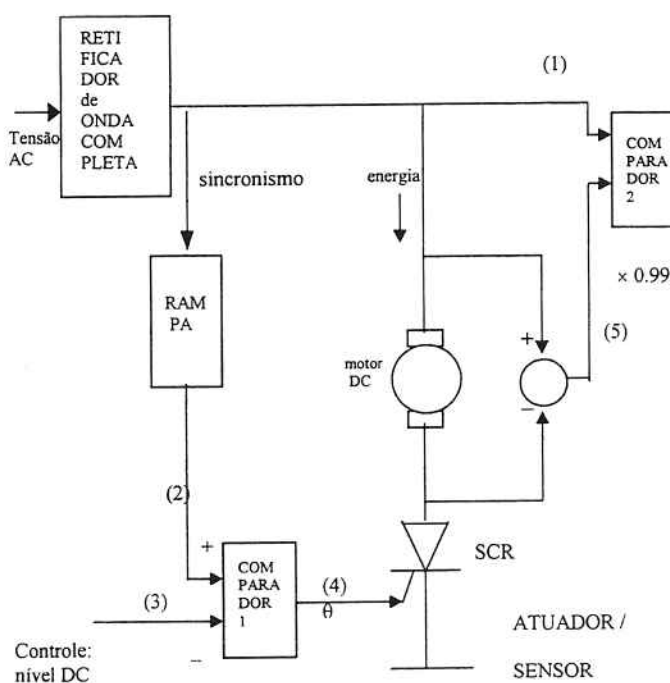 RETI
FICA
DOR
de
ONDA
COM
PLETA
Tensão
AC
(1)
COM
PARA
DOR
2
sincronismo
energia
× 0.99
(5)
RAM
PA
motor
DC
+
−
(2)
+
COM
PARA
DOR
1
(3)
−
(4)
θ
SCR
Controle:
nível DC
ATUADOR /
SENSOR